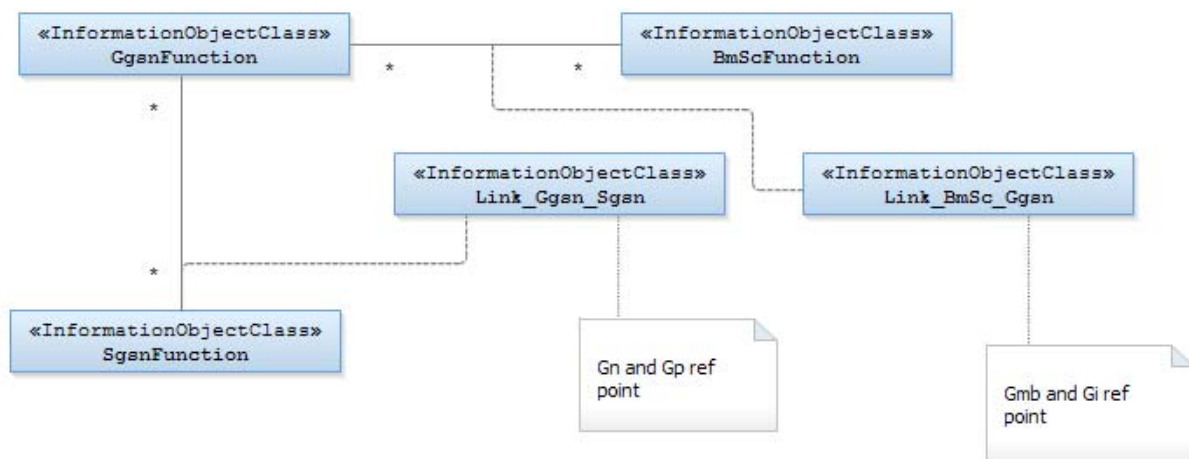 «InformationObjectClass»
GgsnFunction
«InformationObjectClass»
BmScFunction
*
*
*
«InformationObjectClass»
Link_Ggsn_Sgsn
«InformationObjectClass»
Link_BmSc_Ggsn
*
«InformationObjectClass»
SgsnFunction
Gn and Gp ref
point
Gmb and Gi ref
point